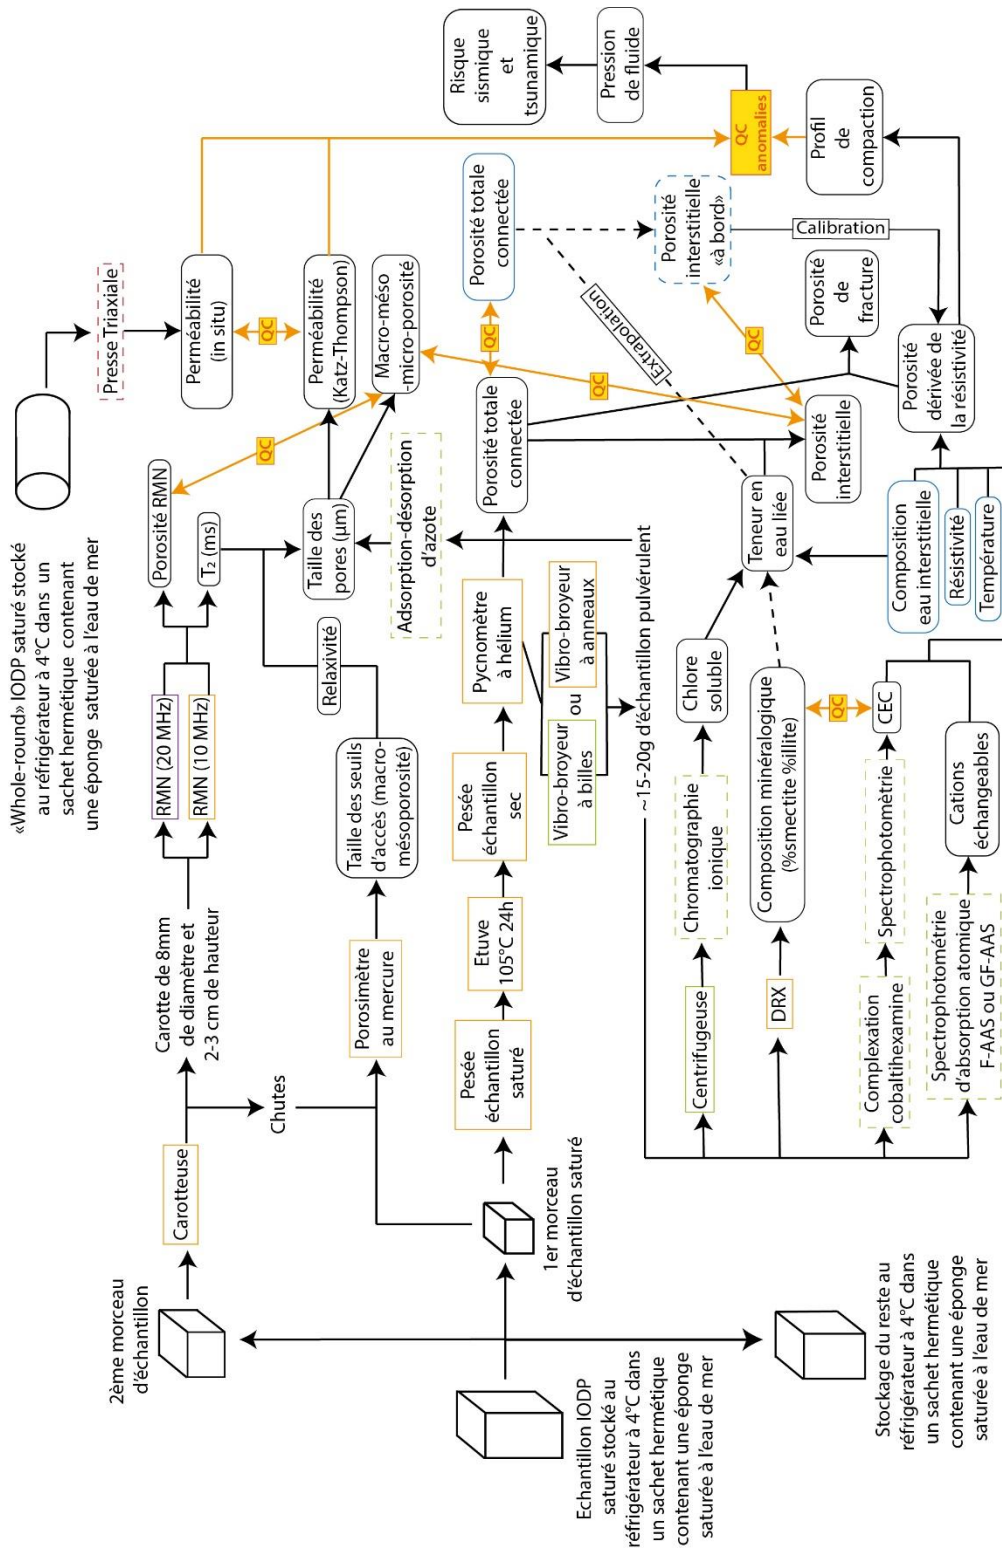 «Whole-round» IODP saturé stocké
au réfrigérateur à 4°C dans un
sachet hermétique contenant
une éponge saturée à l'eau de mer
Presse Triaxiale
Perméabilité
(in situ)
QC
Perméabilité
(Katz-Thompson)
Macro-méso
-micro-porosité
Risque
sismique
et
tsunamique
Pression
de fluide
QC
anomalies
Profil
de
compaction
2ème morceau
d'échantillon
Carotteuse
Carotte de 8mm
de diamètre et
2-3 cm de hauteur
Chutes
RMN (20 MHz)
RMN (10 MHz)
Porosité RMN
T₂ (ms)
QC
Porosimètre
au mercure
Taille des seuils
d'accès (macro-
mésoporosité)
Relaxivité
Taille des
pores (µm)
Adsorption-désorption
d'azote
Echantillon IODP
saturé stocké au
réfrigérateur à 4°C dans
un sachet hermétique
contenant une éponge
saturée à l'eau de mer
1er morceau
d'échantillon saturé
Pesée
échantillon
saturé
Etuve
105°C 24h
Pesée
échantillon
sec
Pycnomètre
à hélium
Vibro-broyeur
à billes
ou
Vibro-broyeur
à anneaux
~15-20g d'échantillon pulvérulent
Porosité totale
connectée
QC
Porosité totale
connectée
Extrapolation
QC
Porosité
interstitielle
«à bord»
QC
Calibration
Stockage du reste au
réfrigérateur à 4°C dans
un sachet hermétique
contenant une éponge
saturée à l'eau de mer
Centrifugeuse
Chromatographie
ionique
Chlore
soluble
Teneur en
eau liée
Porosité
interstitielle
Porosité
de
fracture
DRX
Composition minéralogique
(%smectite %illite)
QC
Complexation
cobaltihexamine
Spectrophotométrie
CEC
Spectrophotométrie
d'absorption atomique
F-AAS ou GF-AAS
Cations
échangeables
Composition
eau interstitielle
Résistivité
Température
Porosité
dérivée de
la résistivité